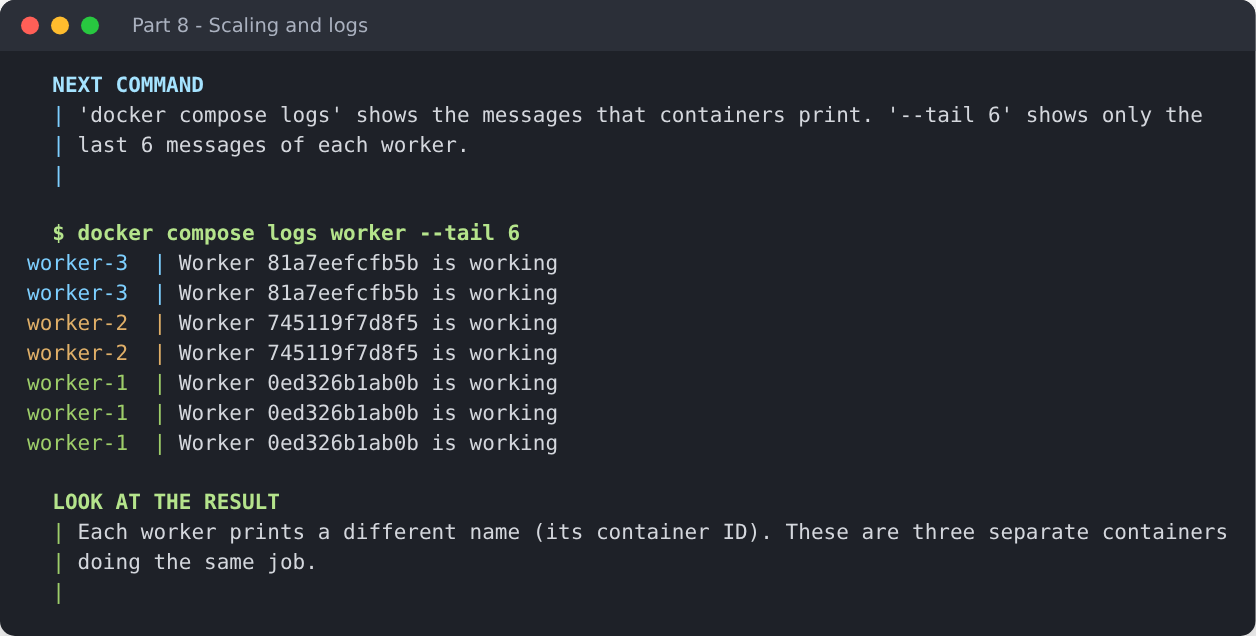 Part 8 - Scaling and logs
NEXT COMMAND
| 'docker compose logs' shows the messages that containers print. '--tail 6' shows only the
| last 6 messages of each worker.
|
$ docker compose logs worker --tail 6
worker-3  | Worker 81a7eefcfb5b is working
worker-3  | Worker 81a7eefcfb5b is working
worker-2  | Worker 745119f7d8f5 is working
worker-2  | Worker 745119f7d8f5 is working
worker-1  | Worker 0ed326b1ab0b is working
worker-1  | Worker 0ed326b1ab0b is working
worker-1  | Worker 0ed326b1ab0b is working
LOOK AT THE RESULT
| Each worker prints a different name (its container ID). These are three separate containers
| doing the same job.
|